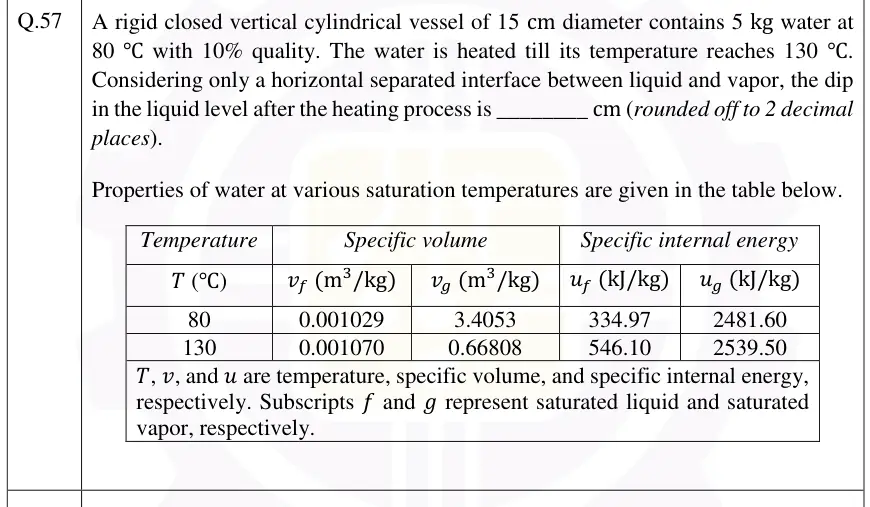 Q.57 A rigid closed vertical cylindrical vessel of 15 cm diameter contains 5 kg water at
80 °C with 10% quality. The water is heated till its temperature reaches 130 °C.
Considering only a horizontal separated interface between liquid and vapor, the dip
in the liquid level after the heating process is ________ cm (rounded off to 2 decimal
places).
Properties of water at various saturation temperatures are given in the table below.
Temperature Specific volume Specific internal energy
T (°C) v_f (m³/kg) v_g (m³/kg) u_f (kJ/kg) u_g (kJ/kg)
80 0.001029 3.4053 334.97 2481.60
130 0.001070 0.66808 546.10 2539.50
T, v, and u are temperature, specific volume, and specific internal energy,
respectively. Subscripts f and g represent saturated liquid and saturated
vapor, respectively.